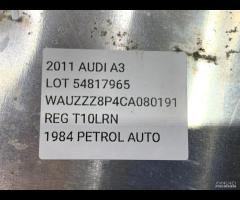 2011 AUDI A3
LOT 54817965
WAUZZZ8P4CA080191
REG T10LRN
1984 PETROL AUTO